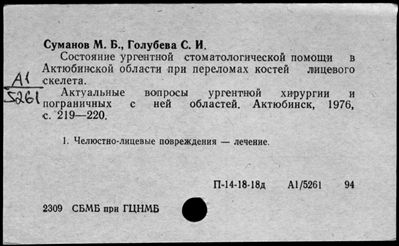 Суманов М. Б., Голубева С. И.
Состояние ургентной стоматологической помощи в
Актюбинской области при переломах костей лицевого
скелета.
А1
5261
Актуальные вопросы ургентной хирургии и
пограничных с ней областей. Актюбинск, 1976,
с. 219—220.
1. Челюстно-лицевые повреждения — лечение.
П-14-18-18д А1/5261 94
2309 СБМБ при ГЦНМБ